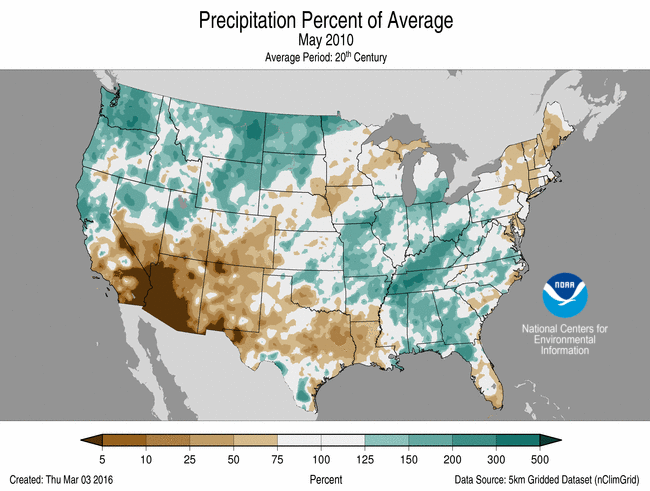 Precipitation Percent of Average
May 2010
Average Period: 20th Century
NOAA
National Centers for
Environmental
Information
5 10 25 50 75 100 125 150 200 300 500
Created: Thu Mar 03 2016 Percent Data Source: 5km Gridded Dataset (nClimGrid)